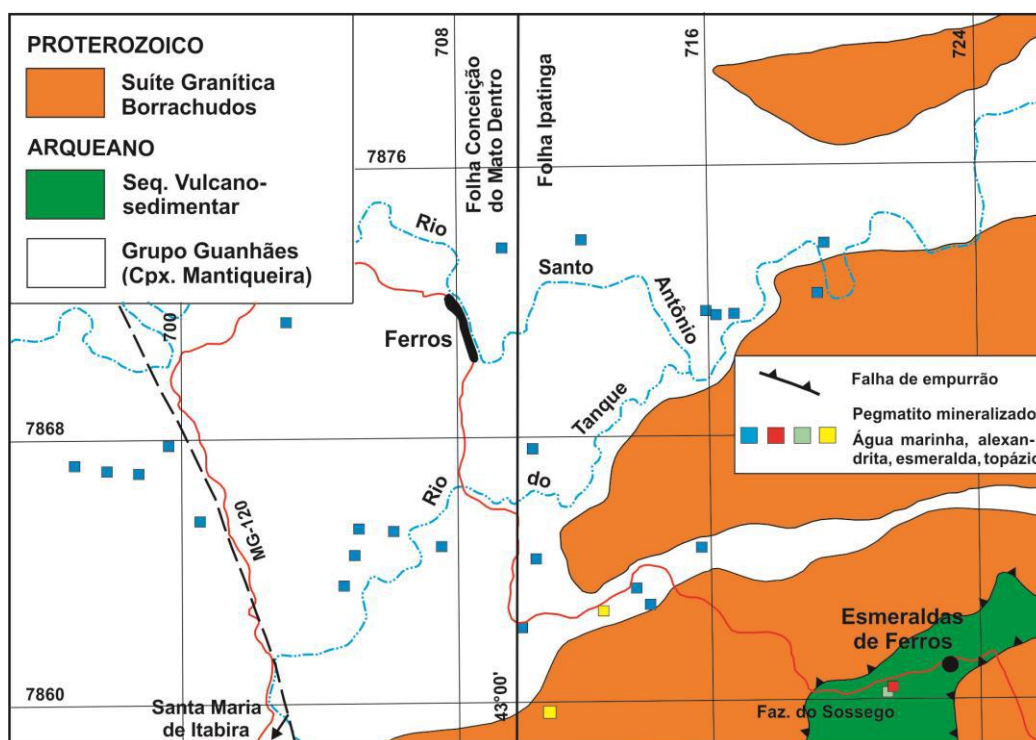 PROTEROZOICO
Suíte Granítica
Borrachudos
ARQUEANO
Seq. Vulcano-
sedimentar
Grupo Guanhães
(Cpx. Mantiqueira)
708
716
724
Folha Conceição
do Mato Dentro
Folha Ipatinga
7876
Rio
Santo
Antônio
700
Ferros
Falha de empurrão
Pegmatito mineralizado
Água marinha, alexan-
drita, esmeralda, topázio
7868
Tanque
do
Rio
MG-120
Esmeraldas
de Ferros
7860
Santa Maria
de Itabira
43°00'
Faz. do Sossego